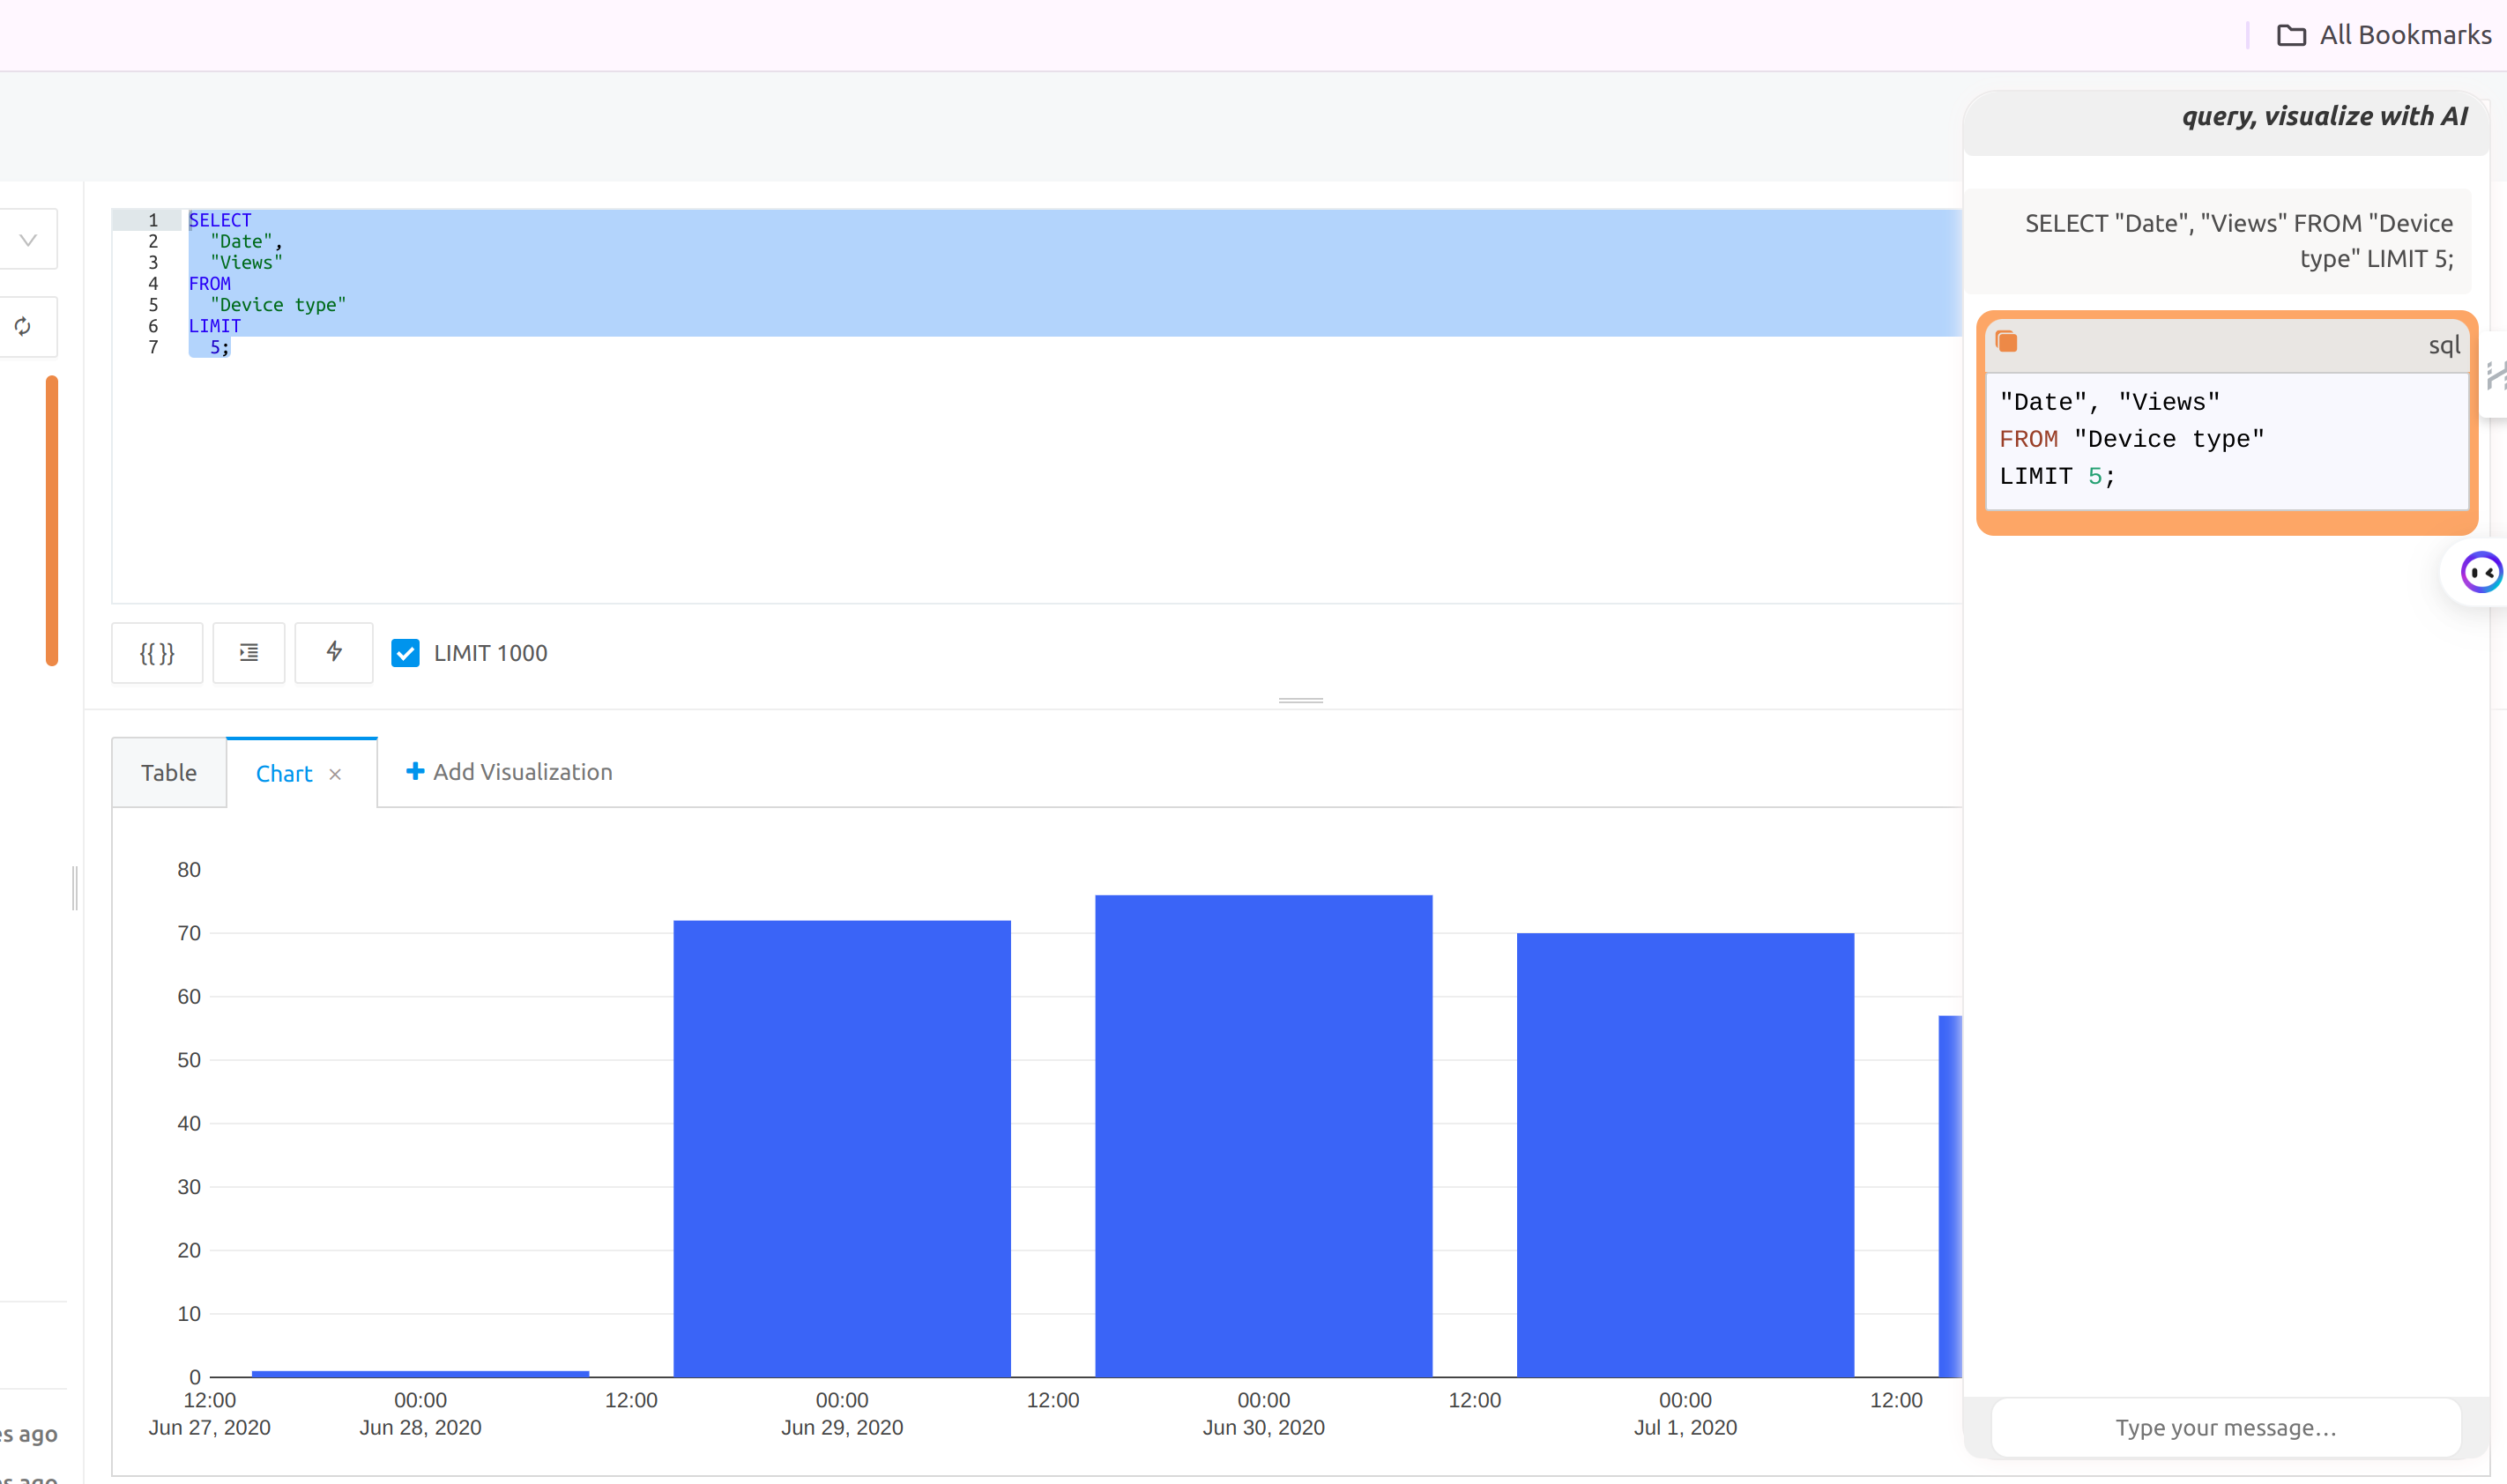 All Bookmarks
query, visualize with AI
1 SELECT
2 "Date",
3 "Views"
4 FROM
5 "Device type"
6 LIMIT
7 5;
SELECT "Date", "Views" FROM "Device
type" LIMIT 5;
sql
"Date", "Views"
FROM "Device type"
LIMIT 5;
{{ }}
LIMIT 1000
Table
Chart ×
Add Visualization
80
70
60
50
40
30
20
10
0
12:00 00:00 12:00 00:00 12:00 00:00 12:00 00:00 12:00
Jun 27, 2020 Jun 28, 2020 Jun 29, 2020 Jun 30, 2020 Jul 1, 2020
ago
Type your message...